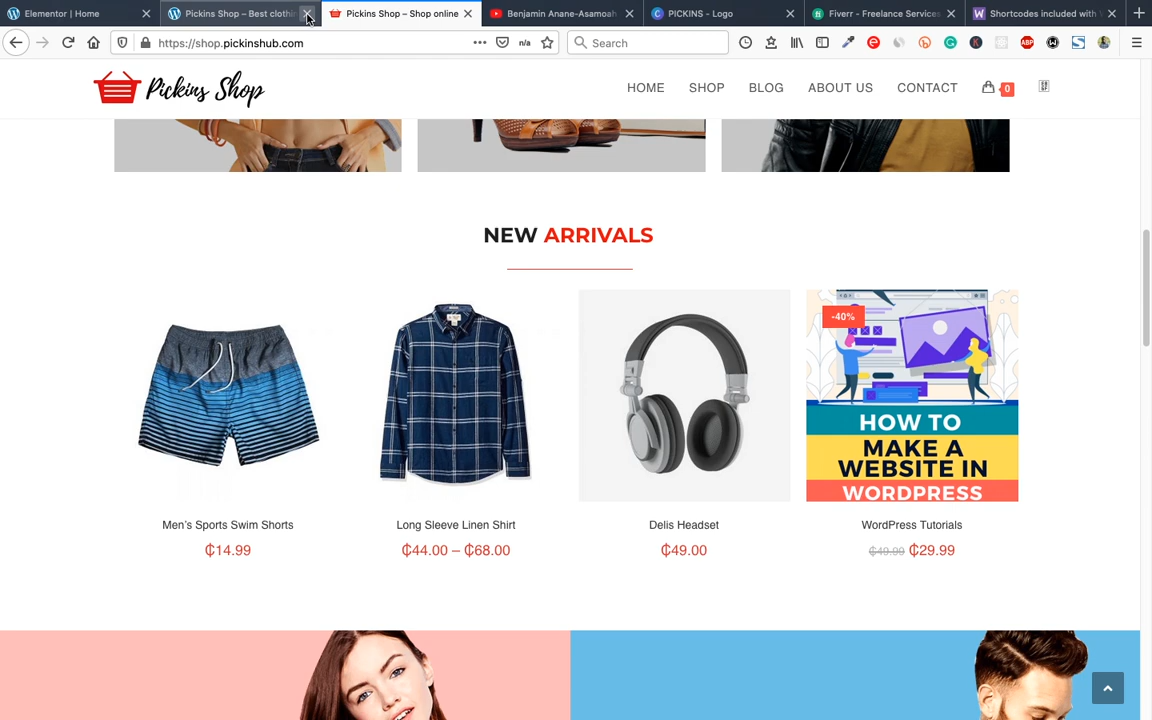 Elementor | Home
Pickins Shop – Best clothi
Pickins Shop – Shop online
Benjamin Anane-Asamoah
PICKINS - Logo
Fiverr - Freelance Services
Shortcodes included with
https://shop.pickinshub.com
n/a
Search
ABP
Pickins Shop
HOME
SHOP
BLOG
ABOUT US
CONTACT
0
NEW ARRIVALS
-40%
HOW TO
MAKE A
WEBSITE IN
WORDPRESS
Men's Sports Swim Shorts
Long Sleeve Linen Shirt
Delis Headset
WordPress Tutorials
₵14.99
₵44.00 – ₵68.00
₵49.00
₵49.99 ₵29.99